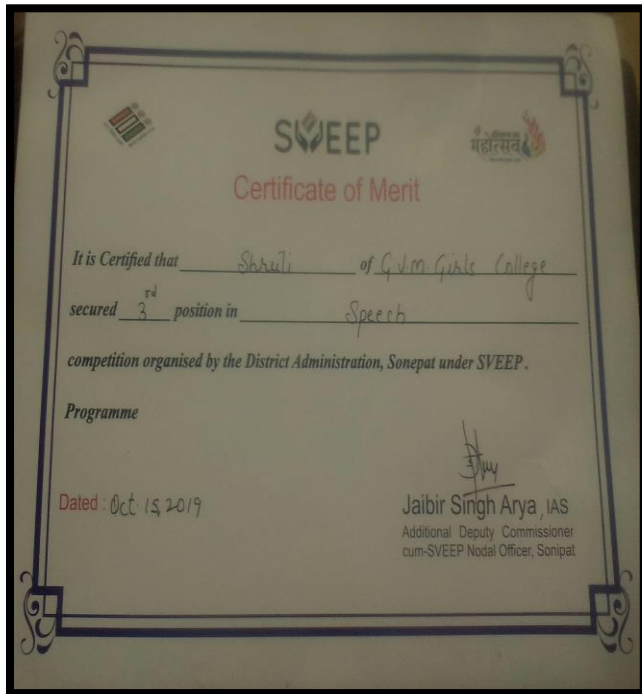 SVEEP
महोत्सव
Certificate of Merit
It is Certified that Shruti of G.V.M. Girls College
secured 3rd position in Speech
competition organised by the District Administration, Sonepat under SVEEP.
Programme
Dated : Oct 15, 2019
Jaibir Singh Arya, IAS
Additional Deputy Commissioner
cum-SVEEP Nodal Officer, Sonipat